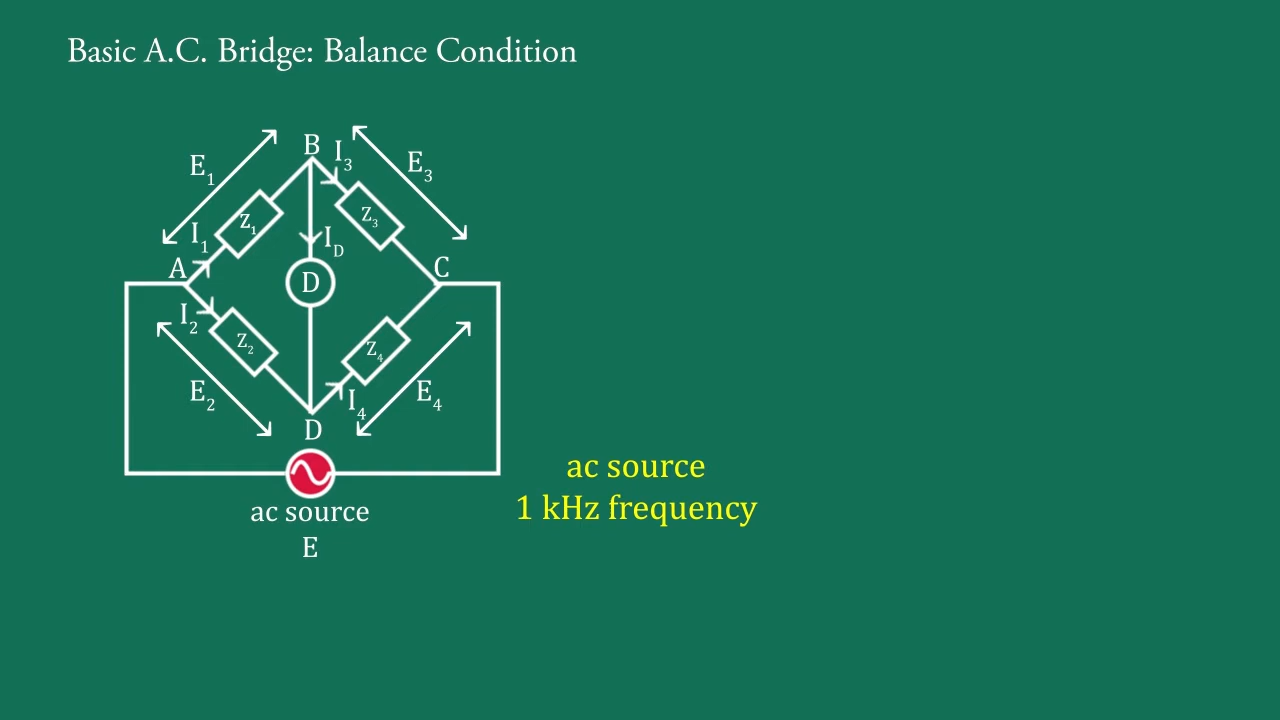 Basic A.C. Bridge: Balance Condition
B
I₃
E₁
E₃
Z₁
Z₃
I₁
I_D
A
D
C
I₂
Z₂
Z₄
E₂
I₄
E₄
D
ac source
E
ac source
1 kHz frequency